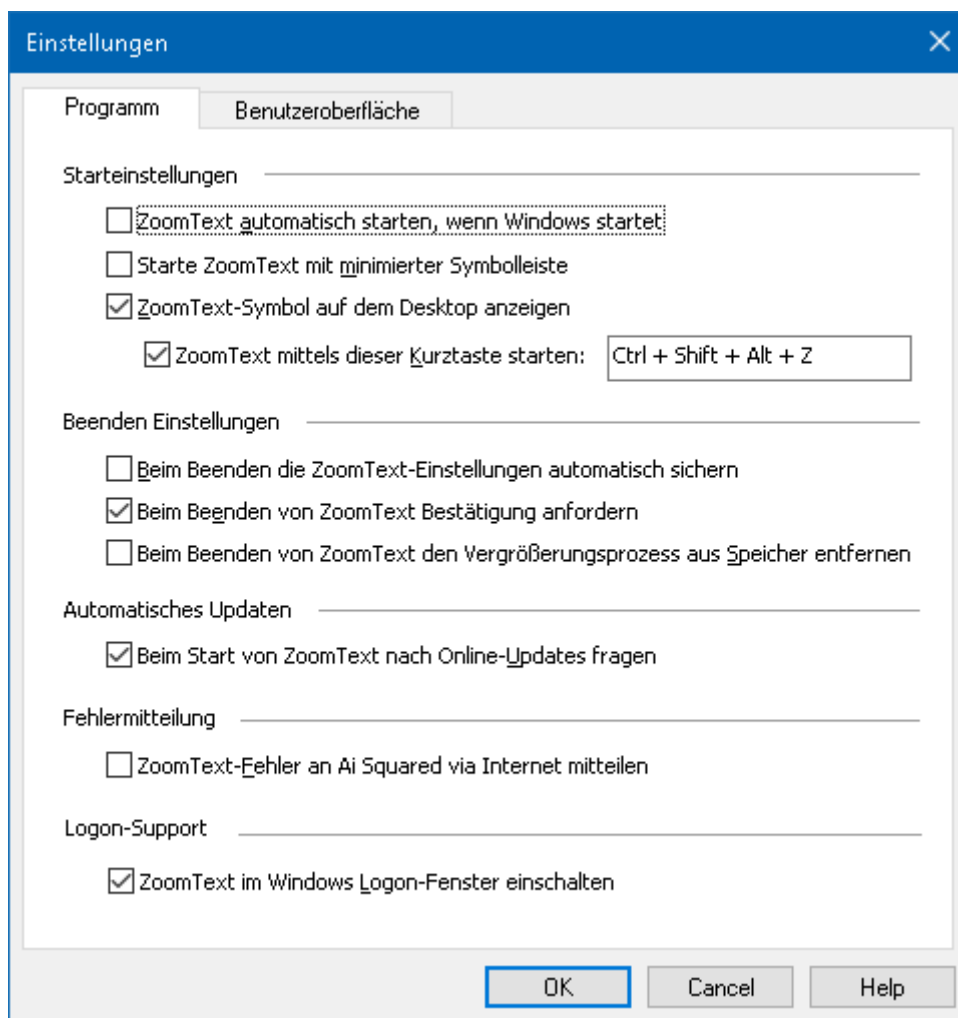 Einstellungen
Programm
Benutzeroberfläche
Starteinstellungen
ZoomText automatisch starten, wenn Windows startet
Starte ZoomText mit minimierter Symbolleiste
ZoomText-Symbol auf dem Desktop anzeigen
ZoomText mittels dieser Kurztaste starten: Ctrl + Shift + Alt + Z
Beenden Einstellungen
Beim Beenden die ZoomText-Einstellungen automatisch sichern
Beim Beenden von ZoomText Bestätigung anfordern
Beim Beenden von ZoomText den Vergrößerungsprozess aus Speicher entfernen
Automatisches Updaten
Beim Start von ZoomText nach Online-Updates fragen
Fehlermitteilung
ZoomText-Fehler an Ai Squared via Internet mitteilen
Logon-Support
ZoomText im Windows Logon-Fenster einschalten
OK
Cancel
Help